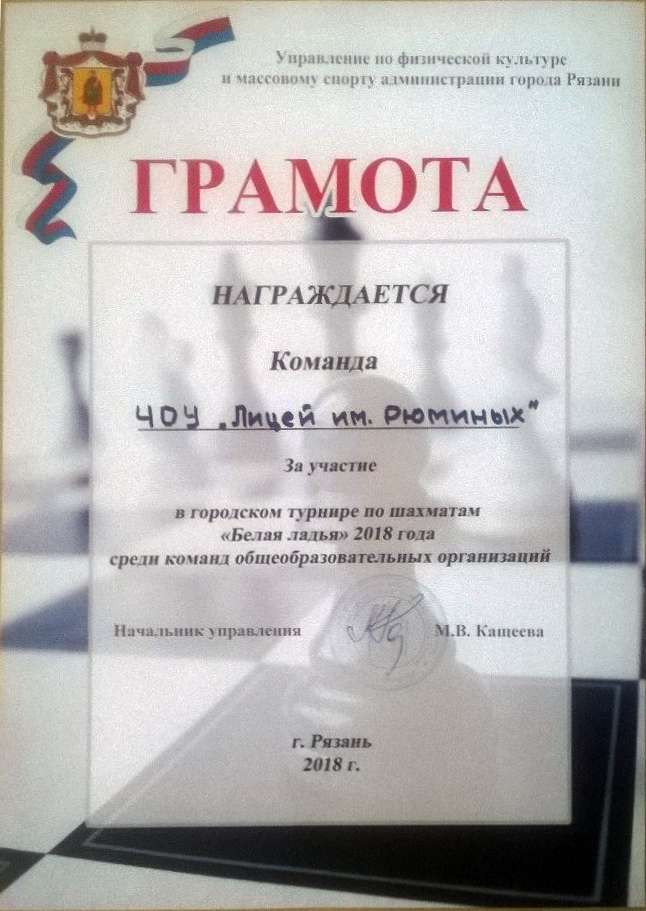 Управление по физической культуре
и массовому спорту администрации города Рязани
ГРАМОТА
НАГРАЖДАЕТСЯ
Команда
ЧОУ „Лицей им. Рюминых"
За участие
в городском турнире по шахматам
«Белая ладья» 2018 года
среди команд общеобразовательных организаций
Начальник управления М.В. Кащеева
г. Рязань
2018 г.